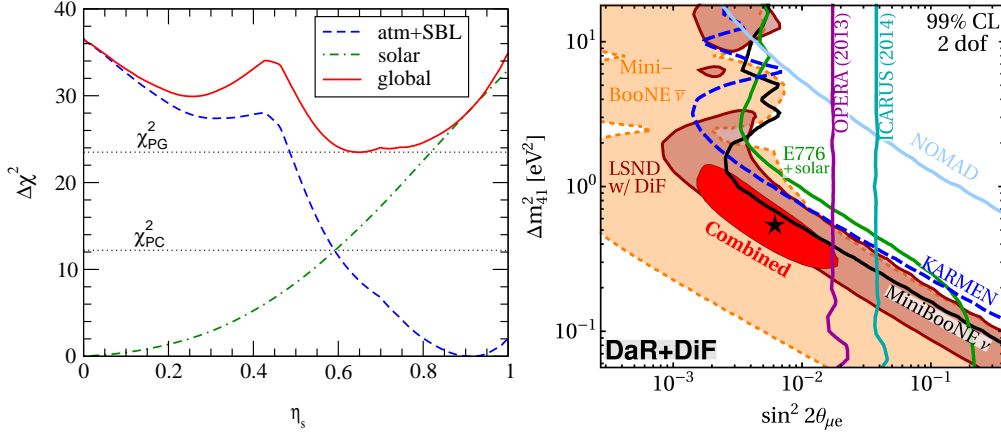 atm+SBL
solar
global
40
30
20
10
0
Δχ²
χ²PG
χ²PC
0
0.2
0.4
0.6
0.8
1
ηs
99% CL
2 dof
Mini–
BooNE ν̄
OPERA (2013)
ICARUS (2014)
NOMAD
E776
+solar
LSND
w/ DiF
Combined
KARMEN
MiniBooNE ν
DaR+DiF
10¹
10⁰
10⁻¹
Δm²41 [eV²]
10⁻³
10⁻²
10⁻¹
sin² 2θμe